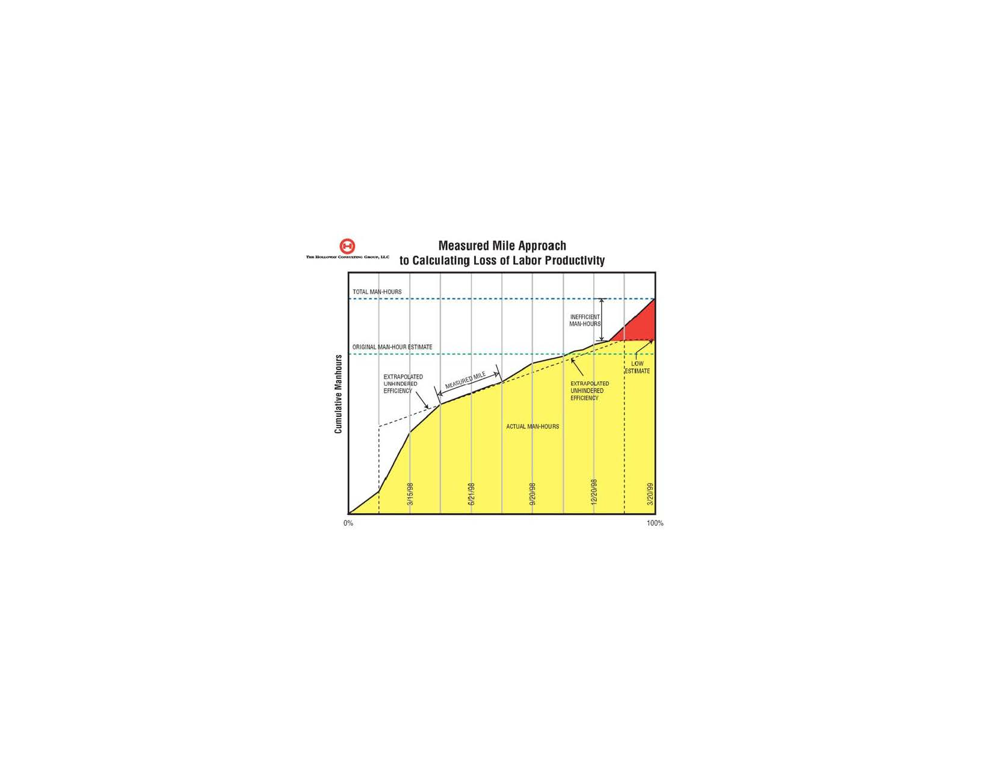 THE HOLLOWAY CONSULTING GROUP, LLC
Measured Mile Approach
to Calculating Loss of Labor Productivity
TOTAL MAN-HOURS
INEFFICIENT
MAN-HOURS
ORIGINAL MAN-HOUR ESTIMATE
LOW
ESTIMATE
EXTRAPOLATED
UNHINDERED
EFFICIENCY
MEASURED MILE
EXTRAPOLATED
UNHINDERED
EFFICIENCY
ACTUAL MAN-HOURS
Cumulative Manhours
3/15/98
6/21/98
9/20/98
12/20/98
3/20/99
0%
100%